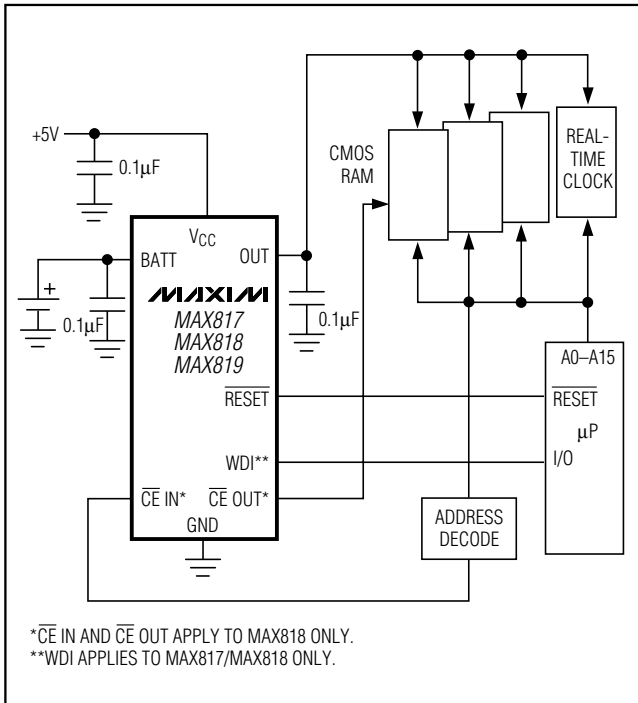 +5V
0.1µF
CMOS
RAM
REAL-
TIME
CLOCK
VCC
BATT
OUT
0.1µF
MAXIM
MAX817
MAX818
MAX819
0.1µF
A0–A15
RESET
RESET
µP
WDI**
I/O
CE IN*
CE OUT*
GND
ADDRESS
DECODE
*CE IN AND CE OUT APPLY TO MAX818 ONLY.
**WDI APPLIES TO MAX817/MAX818 ONLY.
+